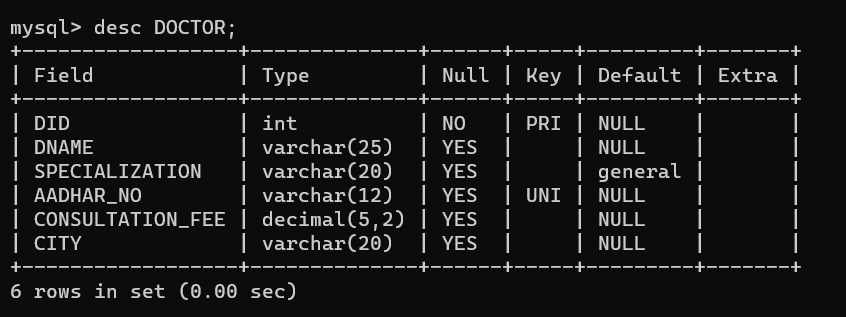 mysql> desc DOCTOR;
+------------------+--------------+------+-----+---------+-------+
| Field            | Type         | Null | Key | Default | Extra |
+------------------+--------------+------+-----+---------+-------+
| DID              | int          | NO   | PRI | NULL    |       |
| DNAME            | varchar(25)  | YES  |     | NULL    |       |
| SPECIALIZATION   | varchar(20)  | YES  |     | general |       |
| AADHAR_NO        | varchar(12)  | YES  | UNI | NULL    |       |
| CONSULTATION_FEE | decimal(5,2) | YES  |     | NULL    |       |
| CITY             | varchar(20)  | YES  |     | NULL    |       |
+------------------+--------------+------+-----+---------+-------+
6 rows in set (0.00 sec)